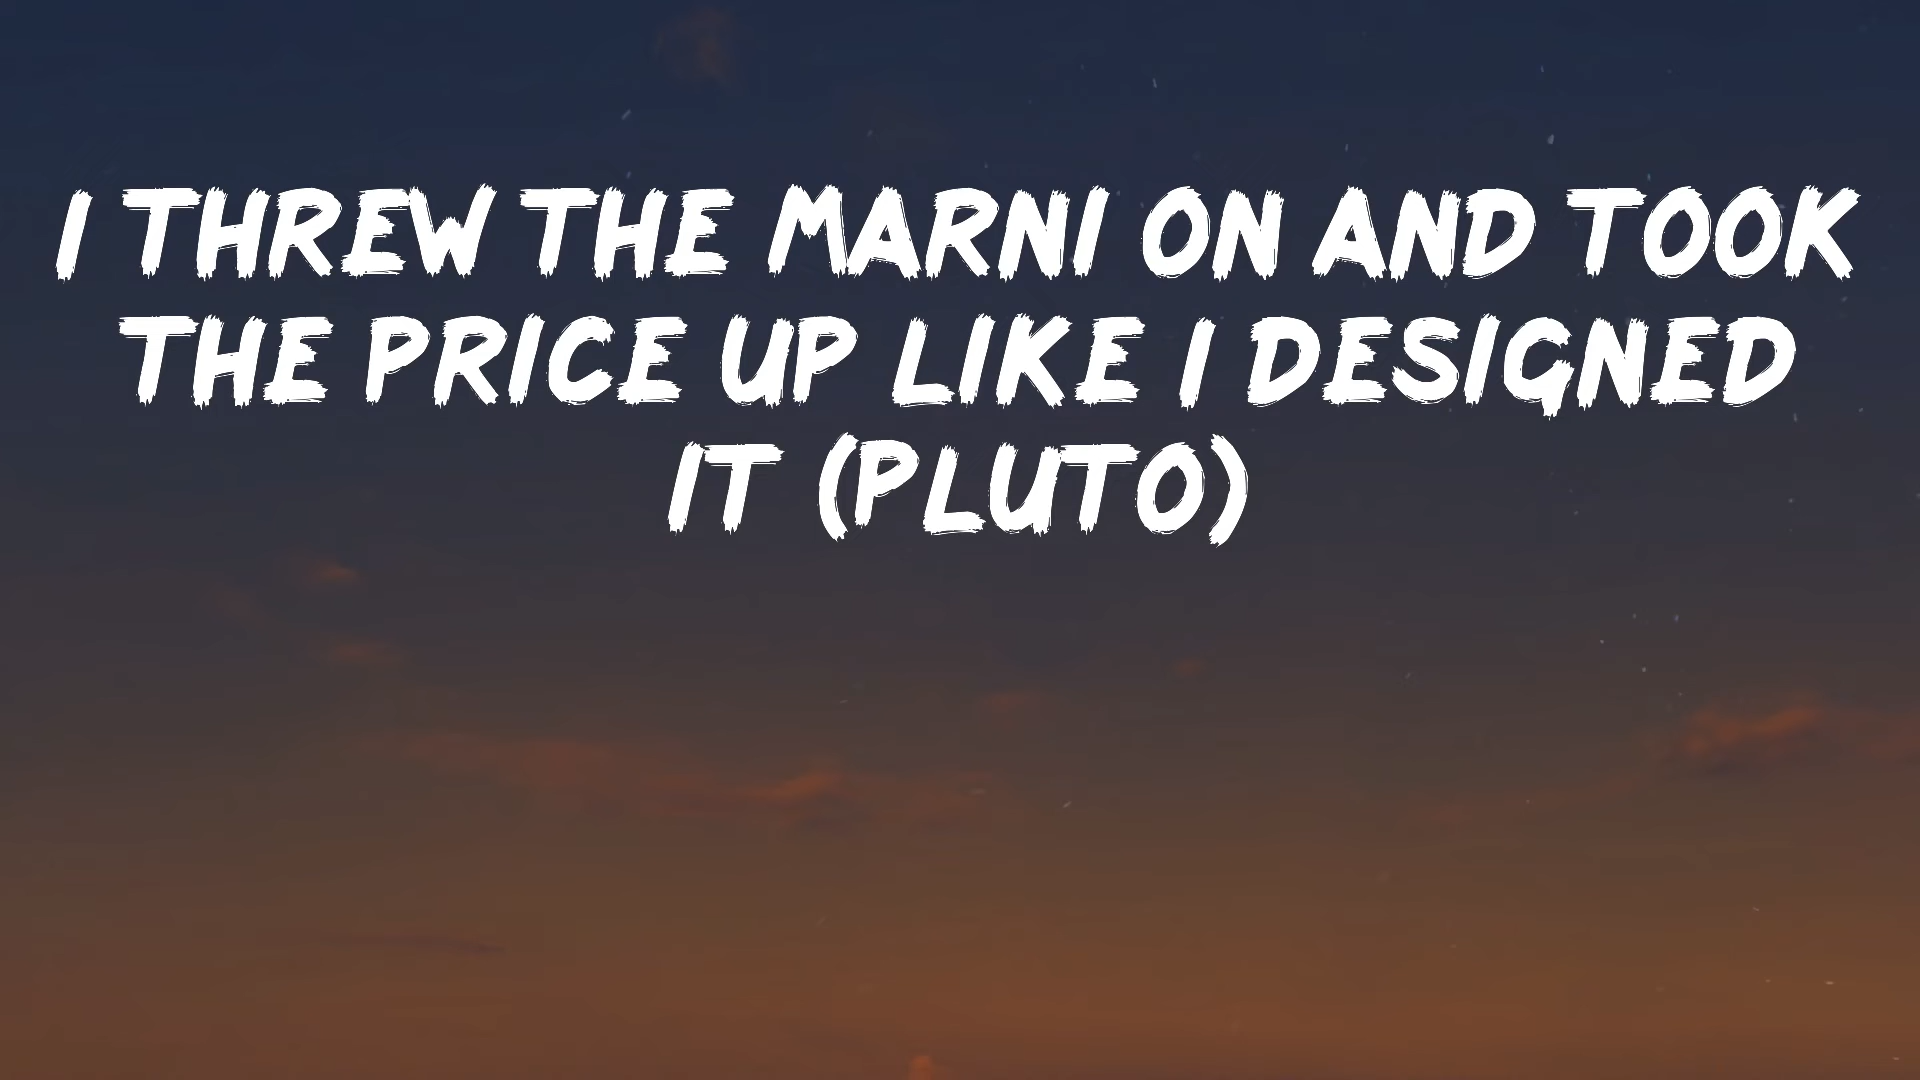 I THREW THE MARNI ON AND TOOK
THE PRICE UP LIKE I DESIGNED
IT (PLUTO)